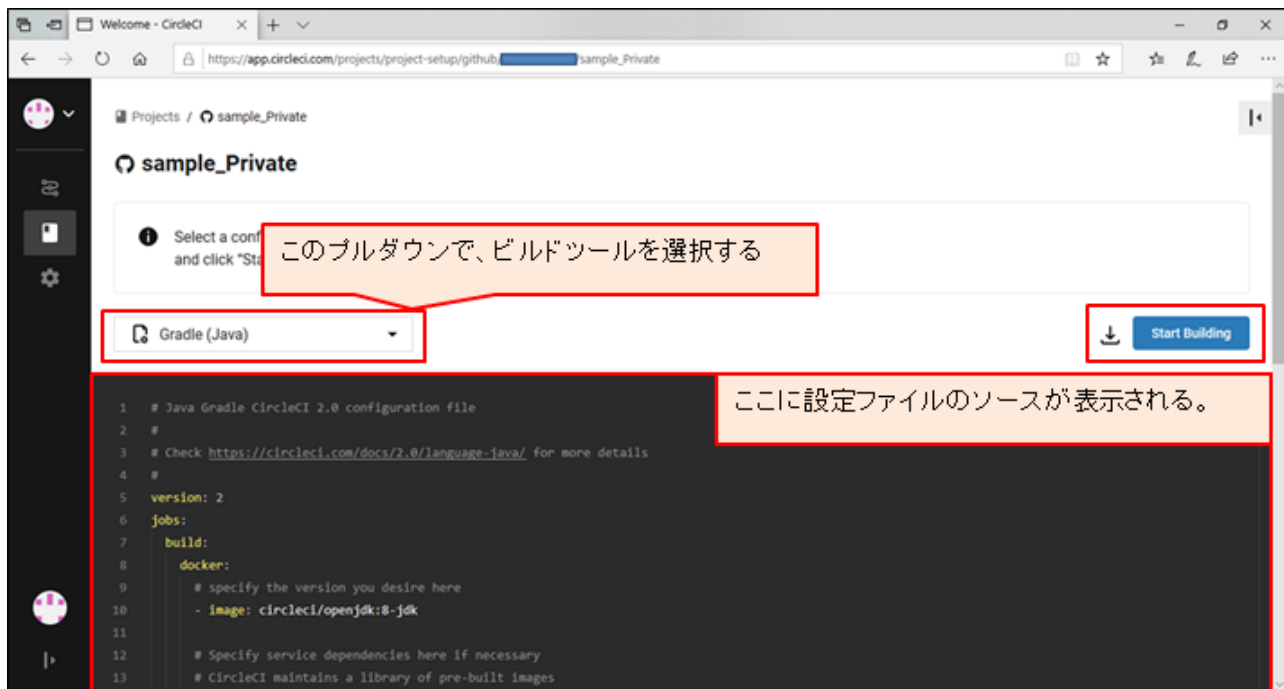 Welcome - CircleCI
https://app.circleci.com/projects/project-setup/github/ /sample_Private
Projects / sample_Private
sample_Private
Select a conf
and click "Sta
このプルダウンで、ビルドツールを選択する
Gradle (Java)
Start Building
ここに設定ファイルのソースが表示される。
1 # Java Gradle CircleCI 2.0 configuration file
2 #
3 # Check https://circleci.com/docs/2.0/language-java/ for more details
4 #
5 version: 2
6 jobs:
7 build:
8 docker:
9 # specify the version you desire here
10 - image: circleci/openjdk:8-jdk
11
12 # Specify service dependencies here if necessary
13 # CircleCI maintains a library of pre-built images